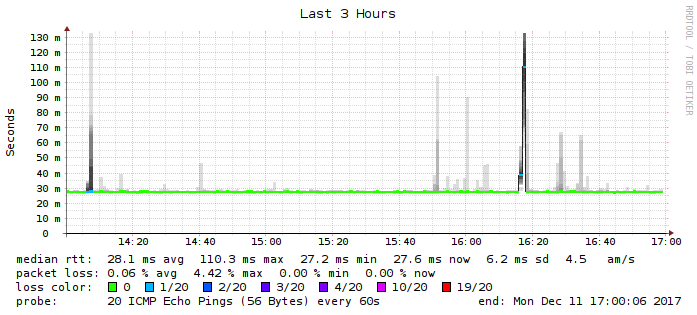 Last 3 Hours
RRDTOOL / TOBI OETIKER
Seconds
130 m
120 m
110 m
100 m
90 m
80 m
70 m
60 m
50 m
40 m
30 m
20 m
10 m
0
14:20 14:40 15:00 15:20 15:40 16:00 16:20 16:40 17:00
median rtt: 28.1 ms avg 110.3 ms max 27.2 ms min 27.6 ms now 6.2 ms sd 4.5 am/s
packet loss: 0.06 % avg 4.42 % max 0.00 % min 0.00 % now
loss color: 0 1/20 2/20 3/20 4/20 10/20 19/20
probe: 20 ICMP Echo Pings (56 Bytes) every 60s end: Mon Dec 11 17:00:06 2017